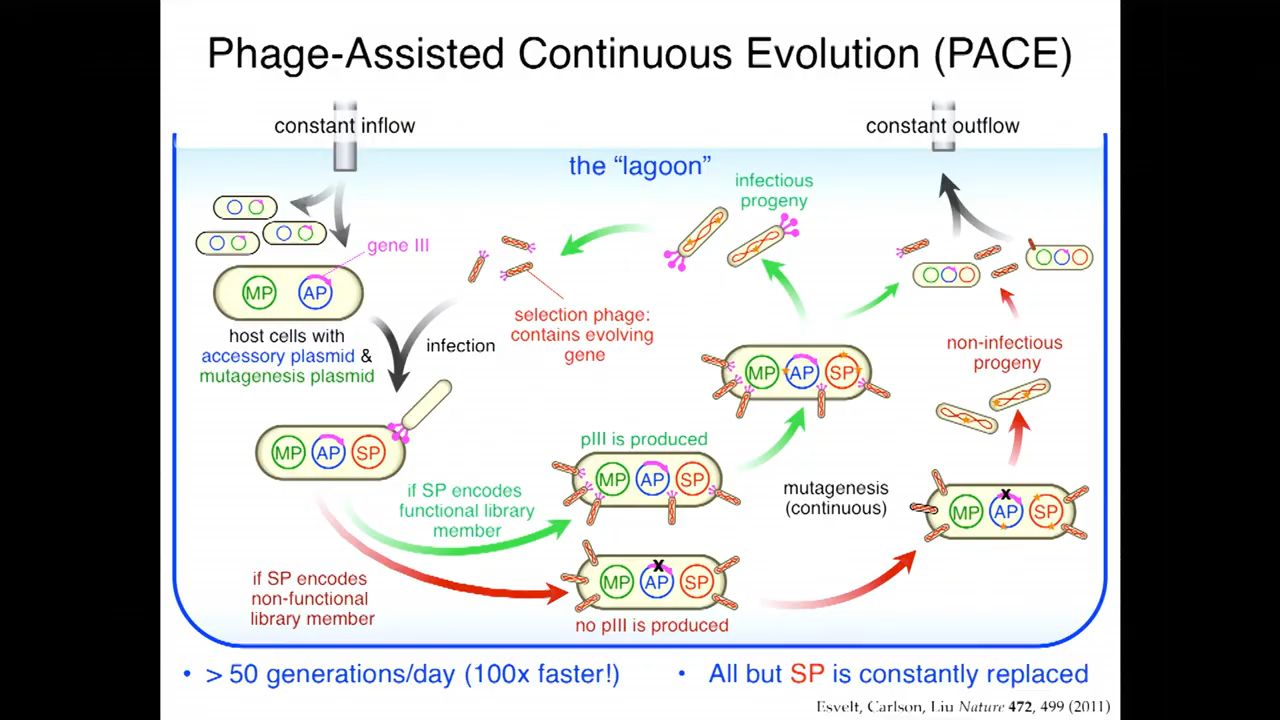 Phage-Assisted Continuous Evolution (PACE)
constant inflow
constant outflow
the “lagoon”
infectious
progeny
gene III
MP
AP
host cells with
accessory plasmid &
mutagenesis plasmid
infection
selection phage:
contains evolving
gene
MP AP SP
non-infectious
progeny
MP AP SP
if SP encodes
functional library
member
pIII is produced
MP AP SP
mutagenesis
(continuous)
x
MP AP SP
if SP encodes
non-functional
library member
x
MP AP SP
no pIII is produced
• > 50 generations/day (100x faster!)
• All but SP is constantly replaced
Esvelt, Carlson, Liu Nature 472, 499 (2011)